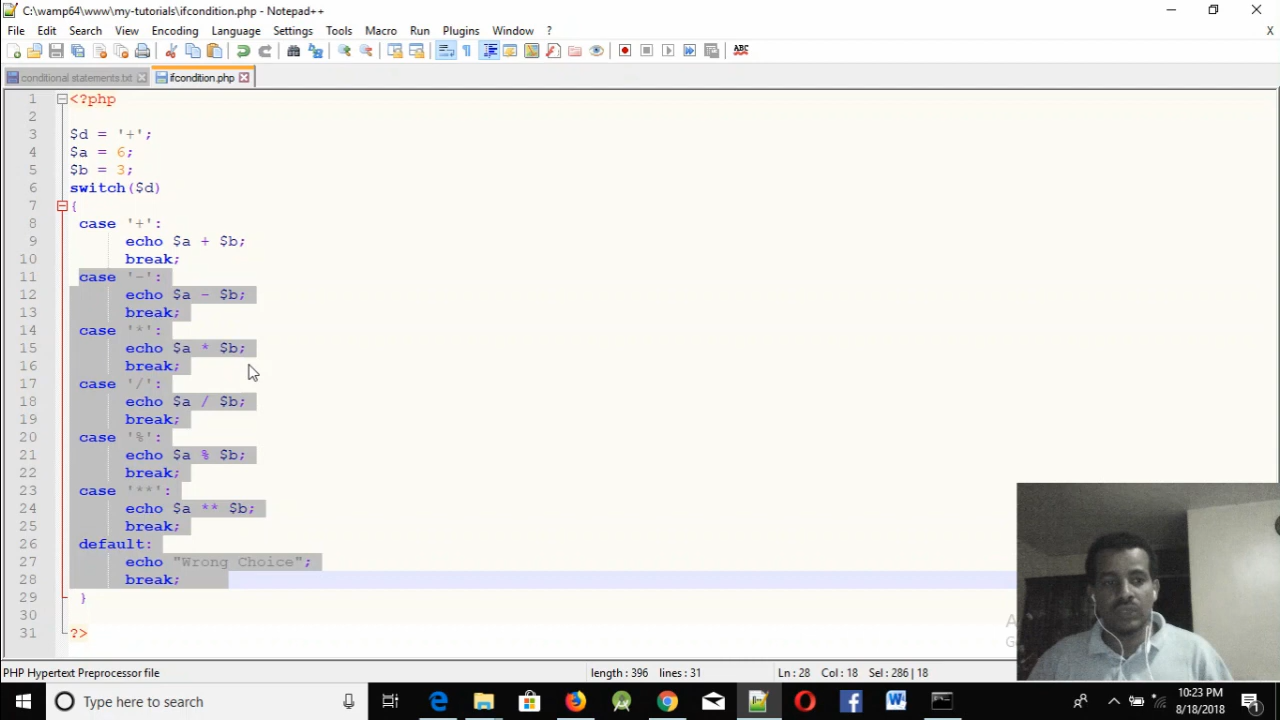 C:\wamp64\www\my-tutorials\ifcondition.php - Notepad++
File Edit Search View Encoding Language Settings Tools Macro Run Plugins Window ? X
ABC
conditional statements.txt ifcondition.php
1 <?php
2
3 $d = '+';
4 $a = 6;
5 $b = 3;
6 switch($d)
7 {
8 case '+':
9 echo $a + $b;
10 break;
11 case '-':
12 echo $a - $b;
13 break;
14 case '*':
15 echo $a * $b;
16 break;
17 case '/':
18 echo $a / $b;
19 break;
20 case '%':
21 echo $a % $b;
22 break;
23 case '**':
24 echo $a ** $b;
25 break;
26 default:
27 echo "Wrong Choice";
28 break;
29 }
30
31 ?>
PHP Hypertext Preprocessor file length : 396 lines : 31 Ln : 28 Col : 18 Sel : 286 | 18
Type here to search
10:23 PM
8/18/2018